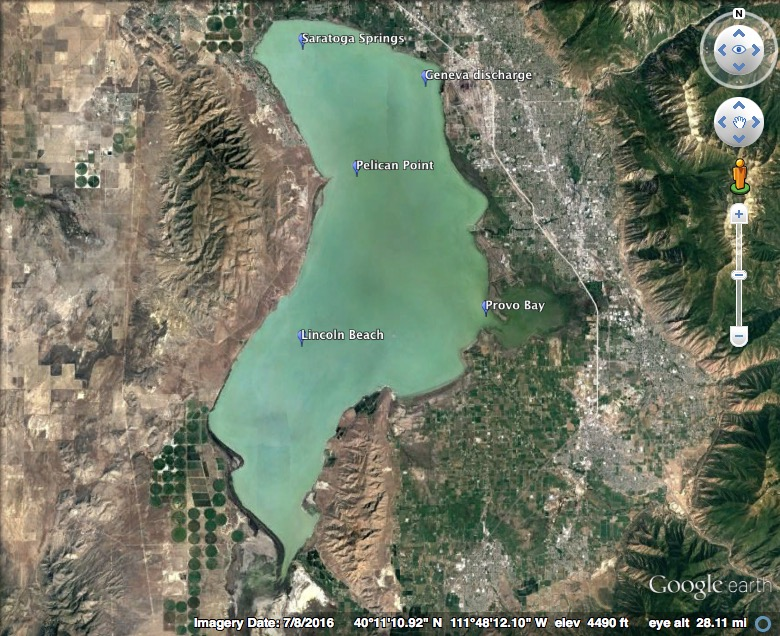 N
Saratoga Springs
Geneva discharge
Pelican Point
Provo Bay
Lincoln Beach
Google earth
Imagery Date: 7/8/2016 40°11'10.92" N 111°48'12.10" W elev 4490 ft eye alt 28.11 mi